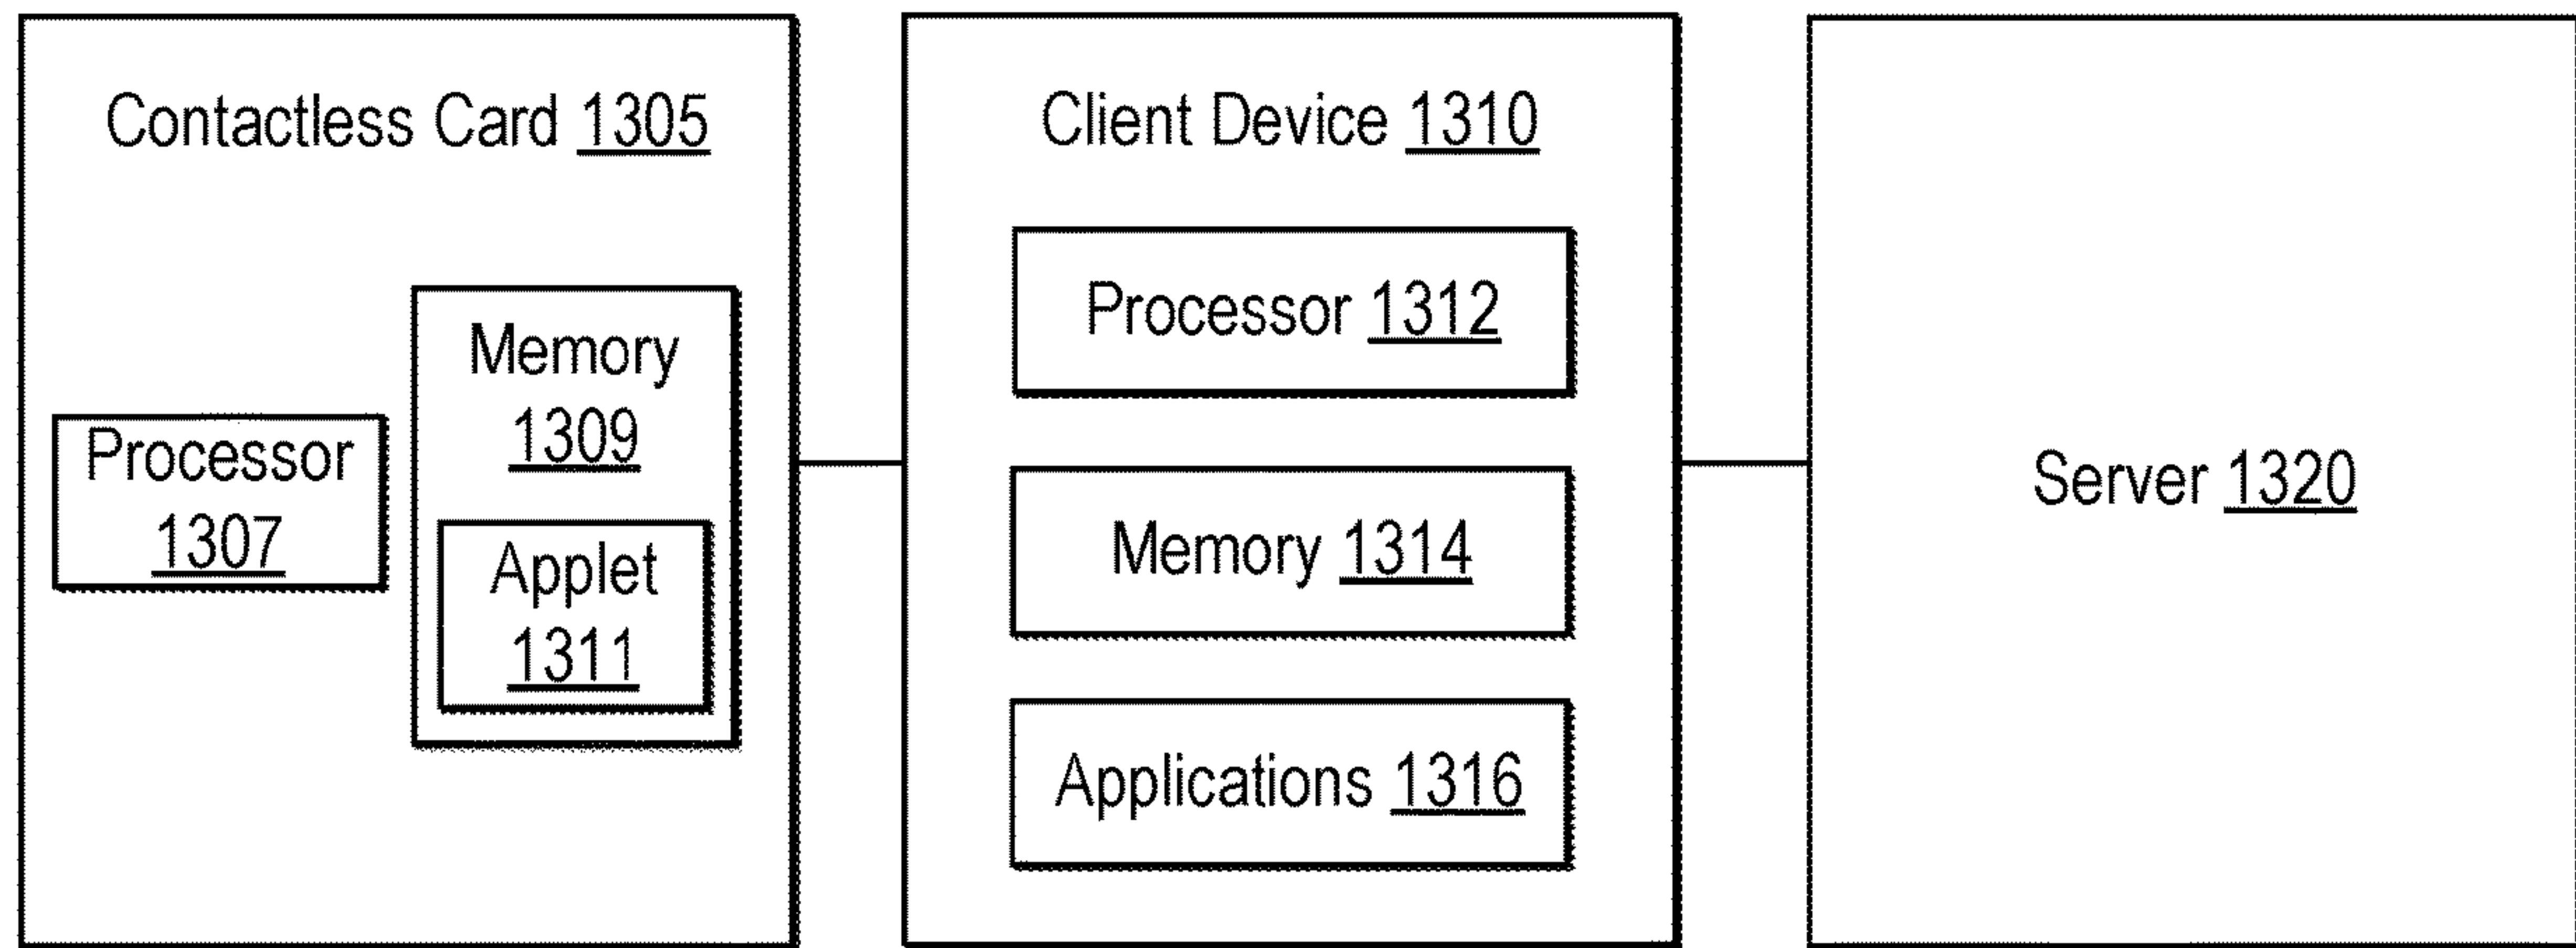 Contactless Card 1305
Processor
1307
Memory
1309
Applet
1311
Client Device 1310
Processor 1312
Memory 1314
Applications 1316
Server 1320